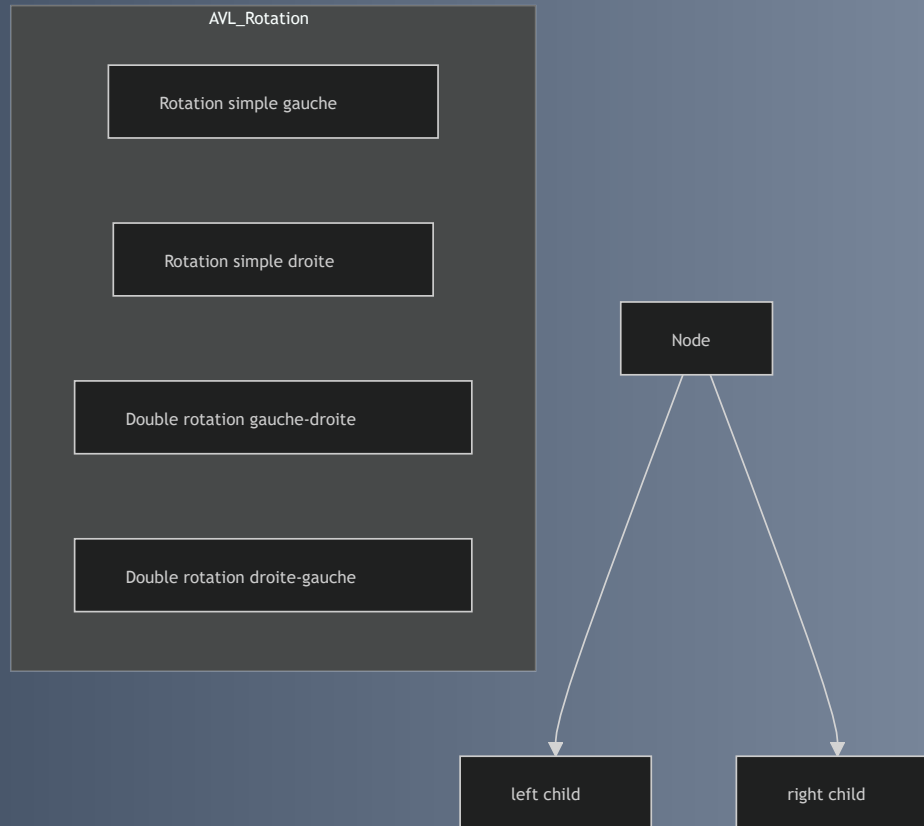 AVL_Rotation
Rotation simple gauche
Rotation simple droite
Node
Double rotation gauche-droite
Double rotation droite-gauche
left child
right child